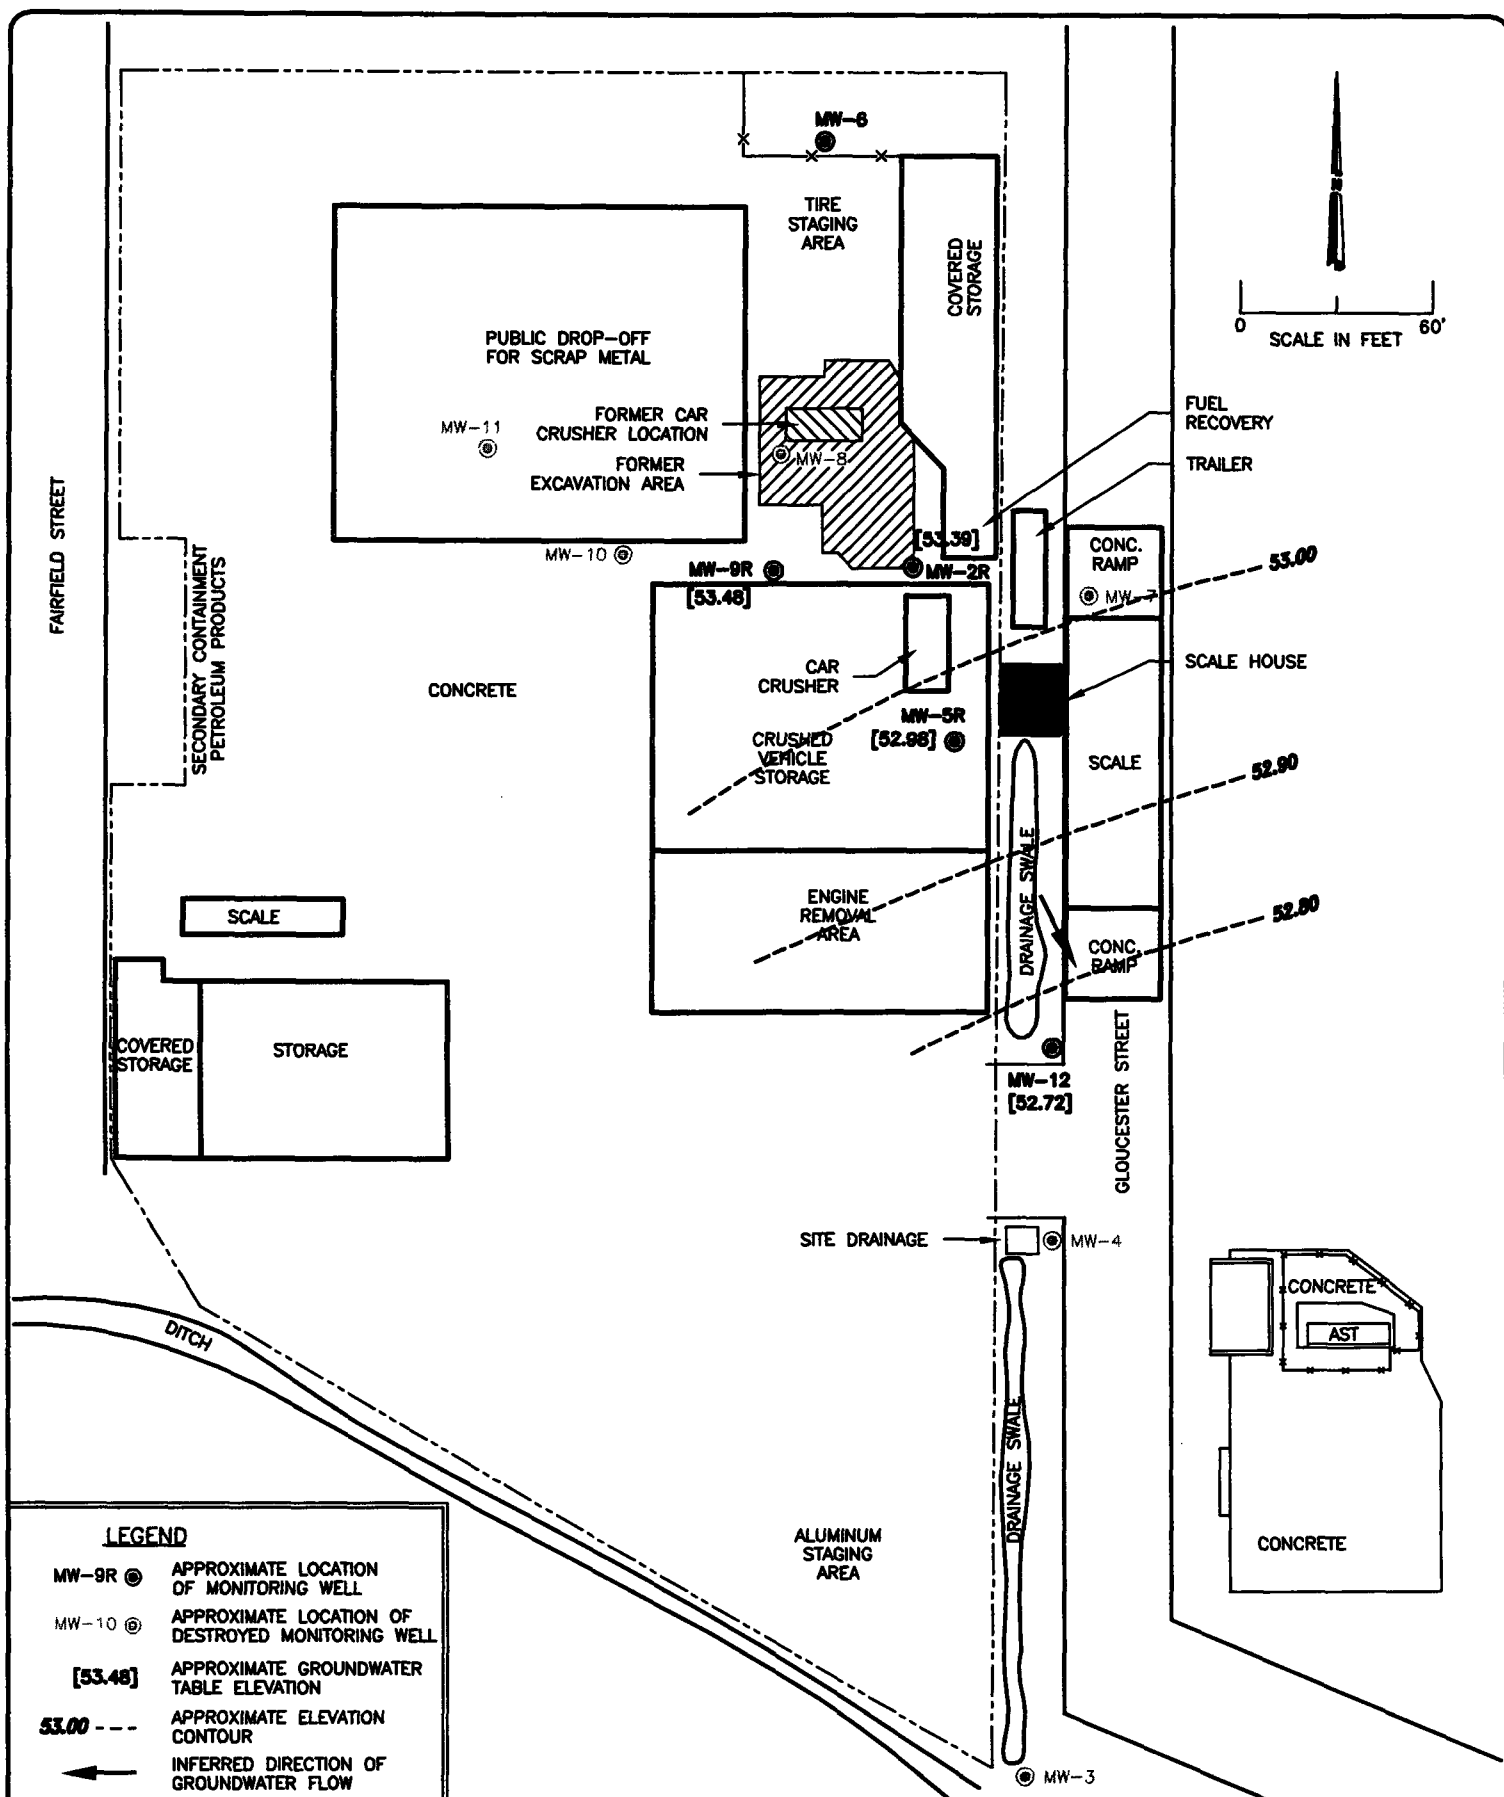 MW-6
TIRE
STAGING
AREA
COVERED
STORAGE
0
60'
SCALE IN FEET
PUBLIC DROP-OFF
FOR SCRAP METAL
FORMER CAR
CRUSHER LOCATION
MW-11
FORMER
EXCAVATION AREA
MW-8
FUEL
RECOVERY
TRAILER
FAIRFIELD STREET
SECONDARY CONTAINMENT
PETROLEUM PRODUCTS
MW-10
MW-9R
[53.48]
[53.39]
MW-2R
CONC.
RAMP
MW-7
53.00
CONCRETE
CAR
CRUSHER
SCALE HOUSE
MW-5R
[52.98]
CRUSHED
VEHICLE
STORAGE
SCALE
52.90
DRAINAGE SWALE
ENGINE
REMOVAL
AREA
SCALE
52.80
CONC.
RAMP
COVERED
STORAGE
STORAGE
MW-12
[52.72]
GLOUCESTER STREET
SITE DRAINAGE
MW-4
DITCH
CONCRETE
AST
DRAINAGE SWALE
ALUMINUM
STAGING
AREA
CONCRETE
LEGEND
MW-9R APPROXIMATE LOCATION
OF MONITORING WELL
MW-10 APPROXIMATE LOCATION OF
DESTROYED MONITORING WELL
[53.48] APPROXIMATE GROUNDWATER
TABLE ELEVATION
53.00 --- APPROXIMATE ELEVATION
CONTOUR
INFERRED DIRECTION OF
GROUNDWATER FLOW
MW-3